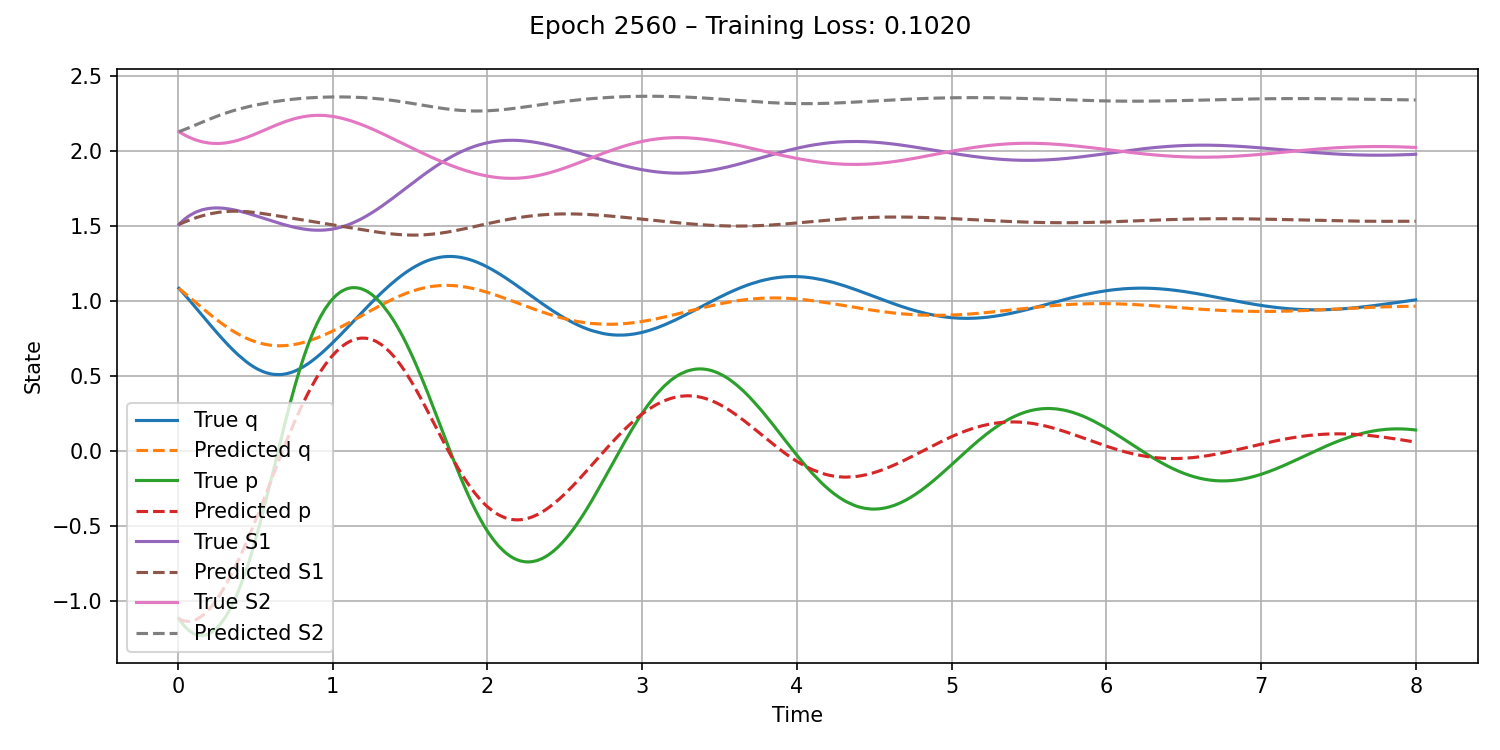 Epoch 2560 – Training Loss: 0.1020
2.5
2.0
1.5
1.0
0.5
0.0
−0.5
−1.0
State
True q
Predicted q
True p
Predicted p
True S1
Predicted S1
True S2
Predicted S2
0 1 2 3 4 5 6 7 8
Time